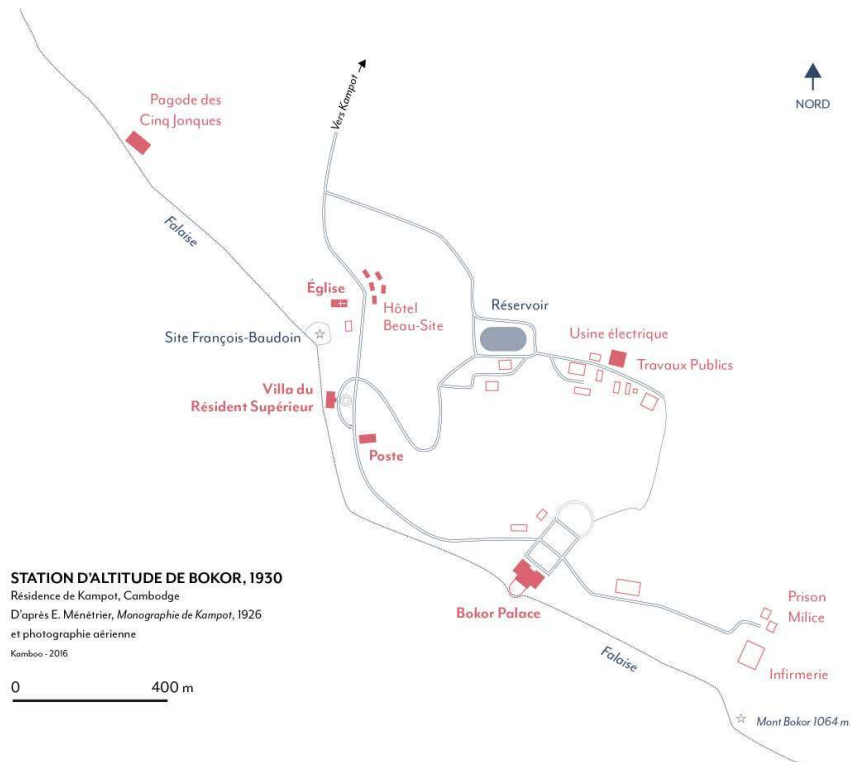 Vers Kampot
NORD
Pagode des
Cinq Jonques
Falaise
Église
Hôtel
Beau-Site
Réservoir
Site François-Baudoin
Usine électrique
Travaux Publics
Villa du
Résident Supérieur
Poste
STATION D'ALTITUDE DE BOKOR, 1930
Résidence de Kampot, Cambodge
D'après E. Ménétrier, Monographie de Kampot, 1926
et photographie aérienne
Kamboo - 2016
0 400 m
Bokor Palace
Prison
Milice
Falaise
Infirmerie
Mont Bokor 1064 m